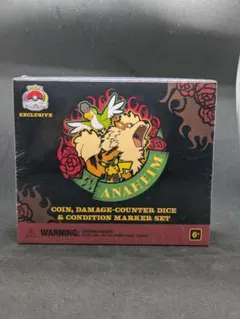 EXCLUSIVE
ANAHEIM
COIN, DAMAGE-COUNTER DICE
& CONDITION MARKER SET
WARNING:
6+